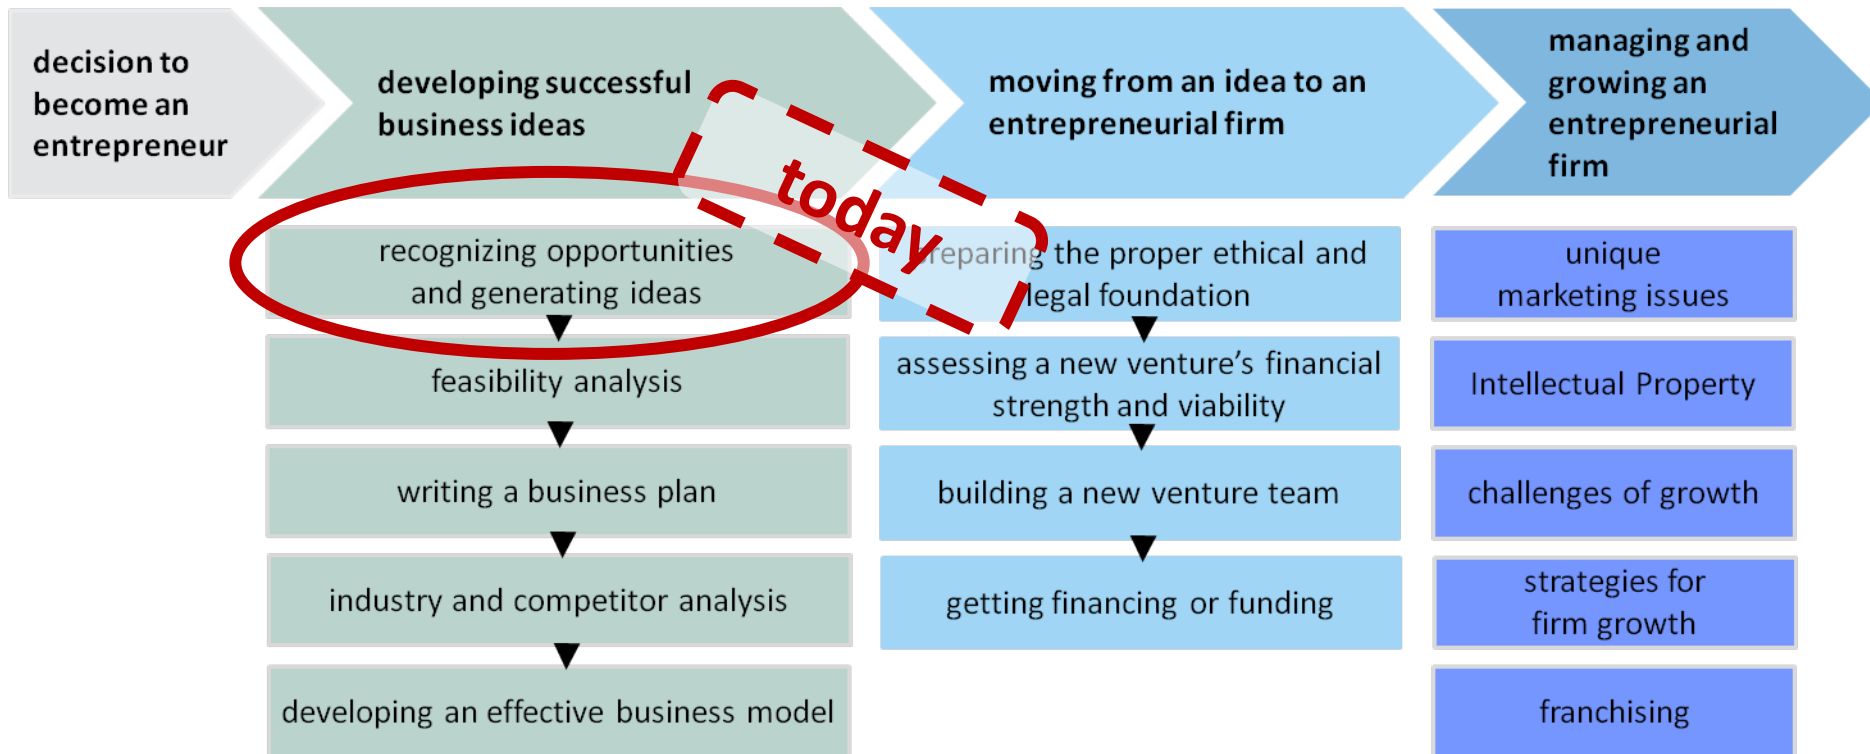 decision to
become an
entrepreneur
developing successful
business ideas
moving from an idea to an
entrepreneurial firm
managing and
growing an
entrepreneurial
firm
today
recognizing opportunities
and generating ideas
feasibility analysis
writing a business plan
industry and competitor analysis
developing an effective business model
preparing the proper ethical and
legal foundation
assessing a new venture’s financial
strength and viability
building a new venture team
getting financing or funding
unique
marketing issues
Intellectual Property
challenges of growth
strategies for
firm growth
franchising